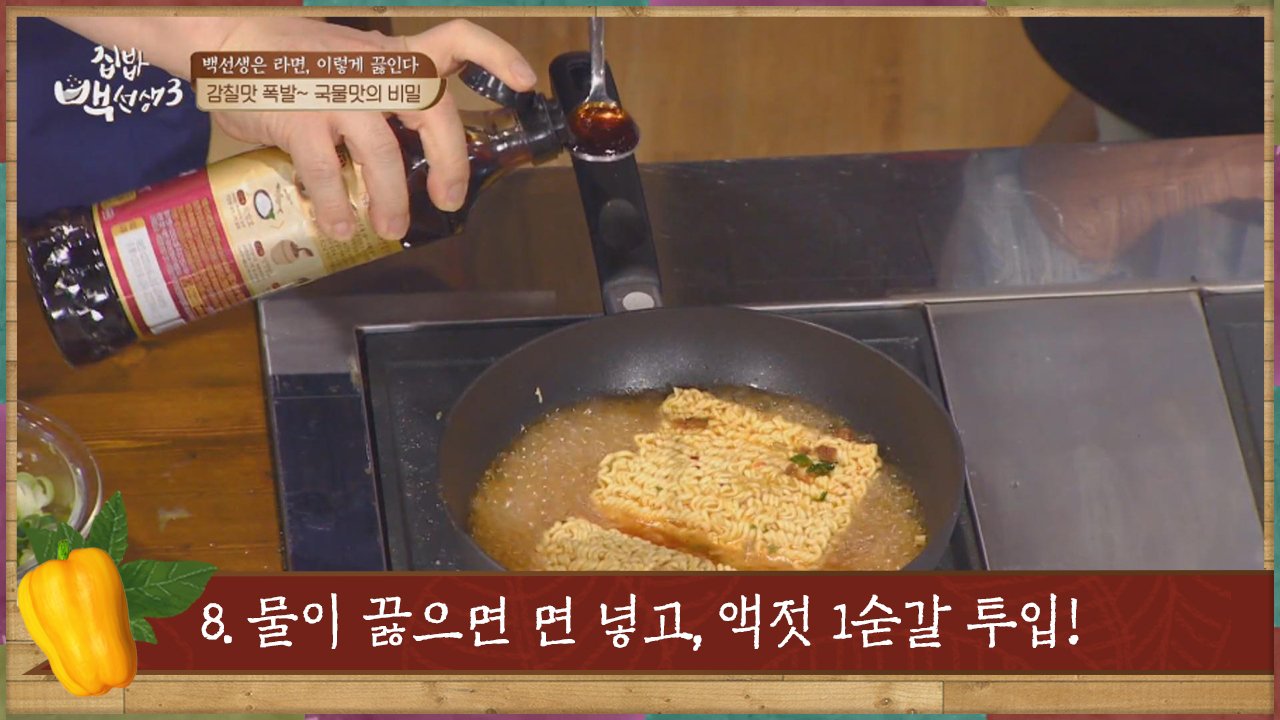 집밥
백선생3
백선생은 라면, 이렇게 끓인다
감칠맛 폭발~ 국물맛의 비밀
8. 물이 끓으면 면 넣고, 액젓 1숟갈 투입!